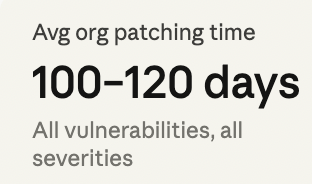 Avg org patching time
100–120 days
All vulnerabilities, all
severities